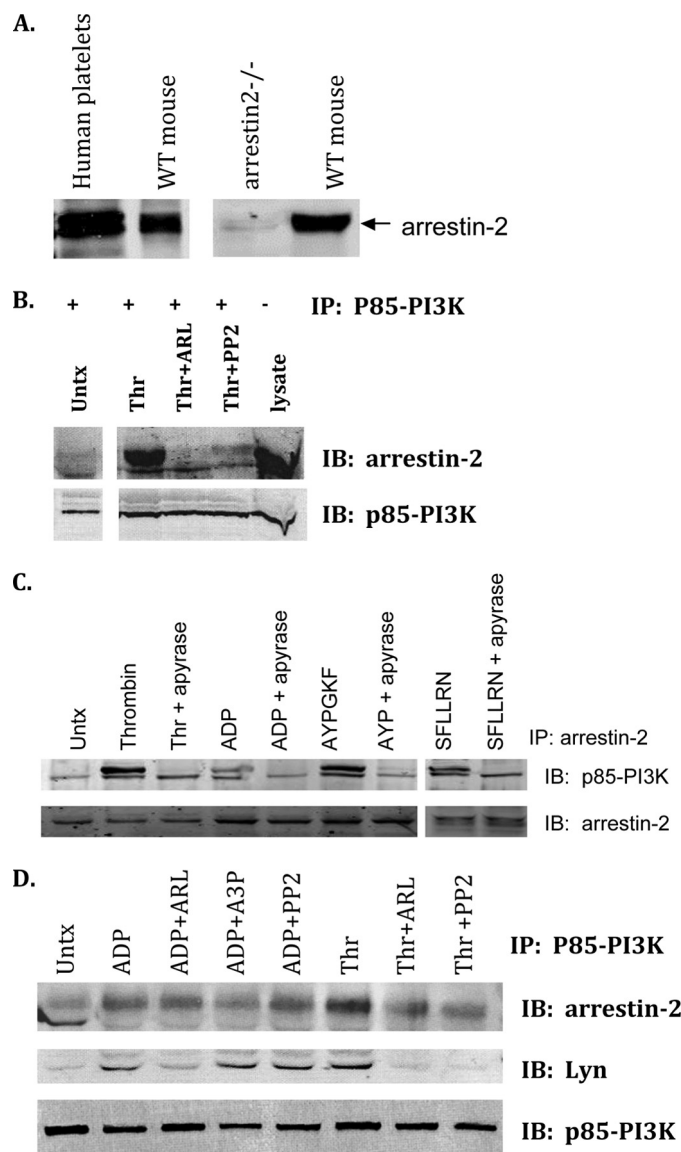 A.
Human platelets
WT mouse
arrestin2-/-
WT mouse
arrestin-2
B.
+ + + + - IP: P85-PI3K
Untx
Thr
Thr+ARL
Thr+PP2
lysate
IB: arrestin-2
IB: p85-PI3K
C.
Untx
Thrombin
Thr + apyrase
ADP
ADP + apyrase
AYPGKF
AYP + apyrase
SFLLRN
SFLLRN + apyrase
IP: arrestin-2
IB: p85-PI3K
IB: arrestin-2
D.
Untx
ADP
ADP+ARL
ADP+A3P
ADP+PP2
Thr
Thr+ARL
Thr +PP2
IP: P85-PI3K
IB: arrestin-2
IB: Lyn
IB: p85-PI3K